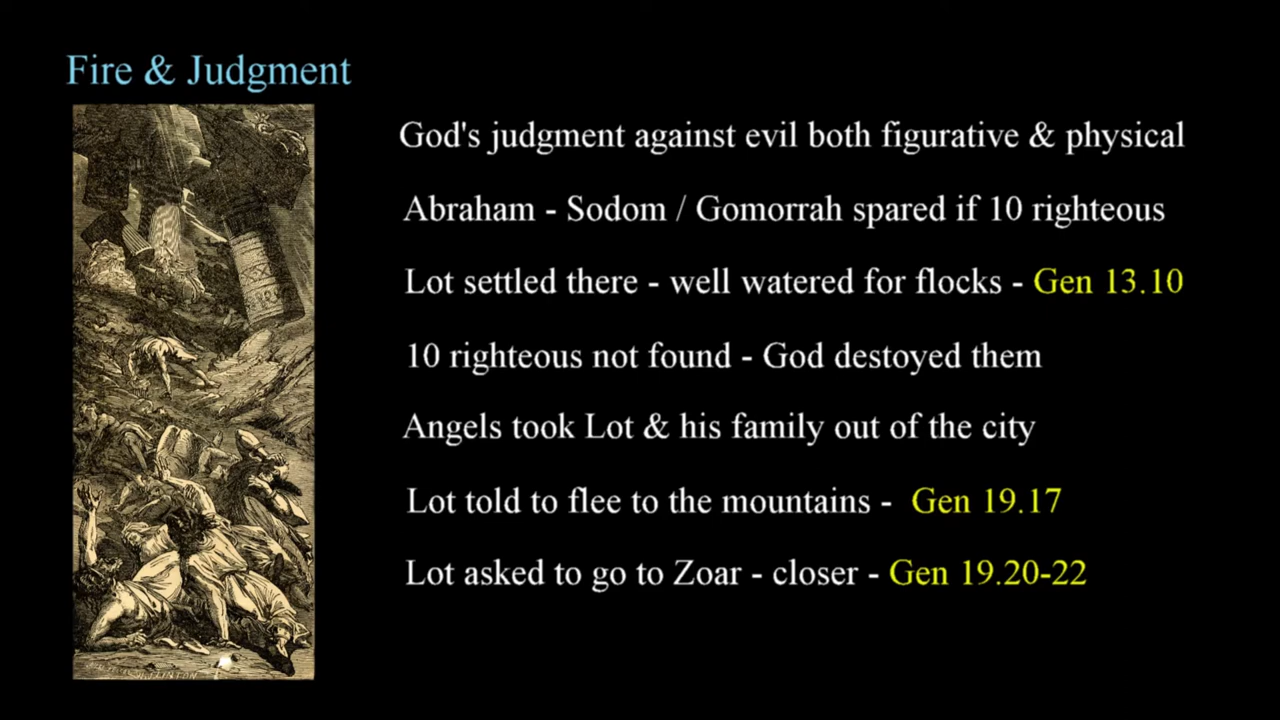 Fire & Judgment
God's judgment against evil both figurative & physical
Abraham - Sodom / Gomorrah spared if 10 righteous
Lot settled there - well watered for flocks - Gen 13.10
10 righteous not found - God destoyed them
Angels took Lot & his family out of the city
Lot told to flee to the mountains - Gen 19.17
Lot asked to go to Zoar - closer - Gen 19.20-22